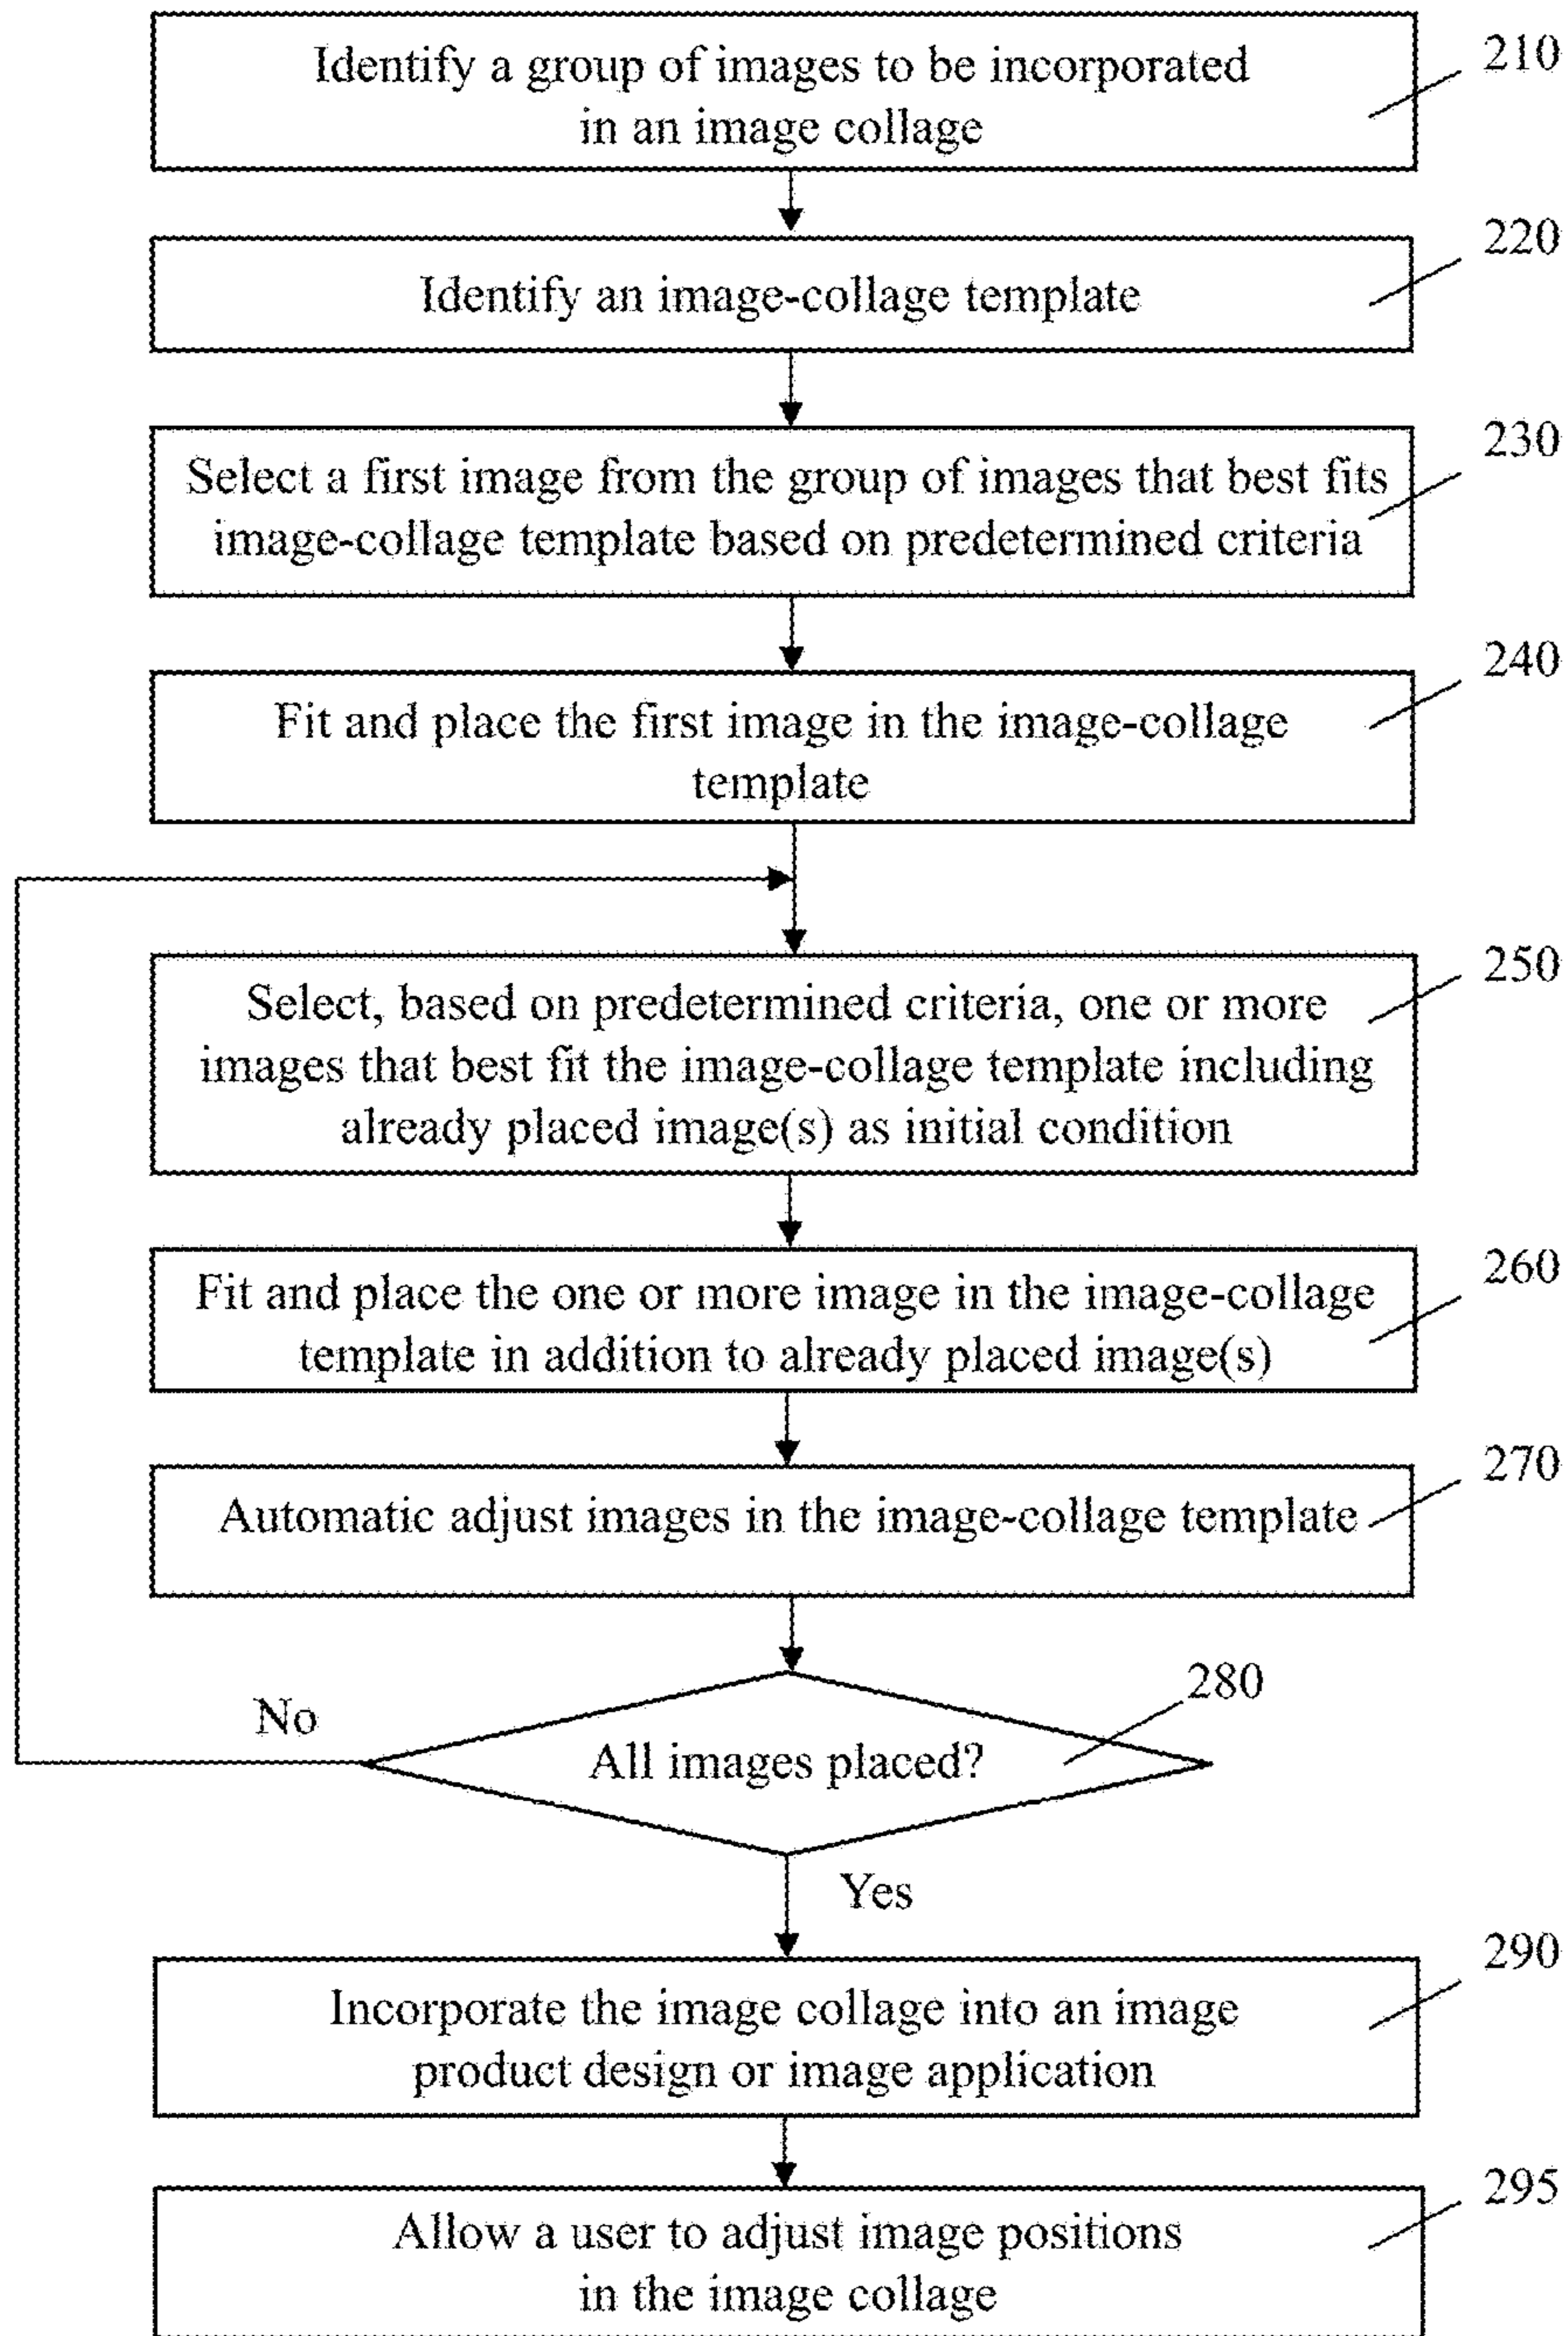 Identify a group of images to be incorporated
in an image collage
210
Identify an image-collage template
220
Select a first image from the group of images that best fits
image-collage template based on predetermined criteria
230
Fit and place the first image in the image-collage
template
240
Select, based on predetermined criteria, one or more
images that best fit the image-collage template including
already placed image(s) as initial condition
250
Fit and place the one or more image in the image-collage
template in addition to already placed image(s)
260
Automatic adjust images in the image-collage template
270
All images placed?
280
No
Yes
Incorporate the image collage into an image
product design or image application
290
Allow a user to adjust image positions
in the image collage
295